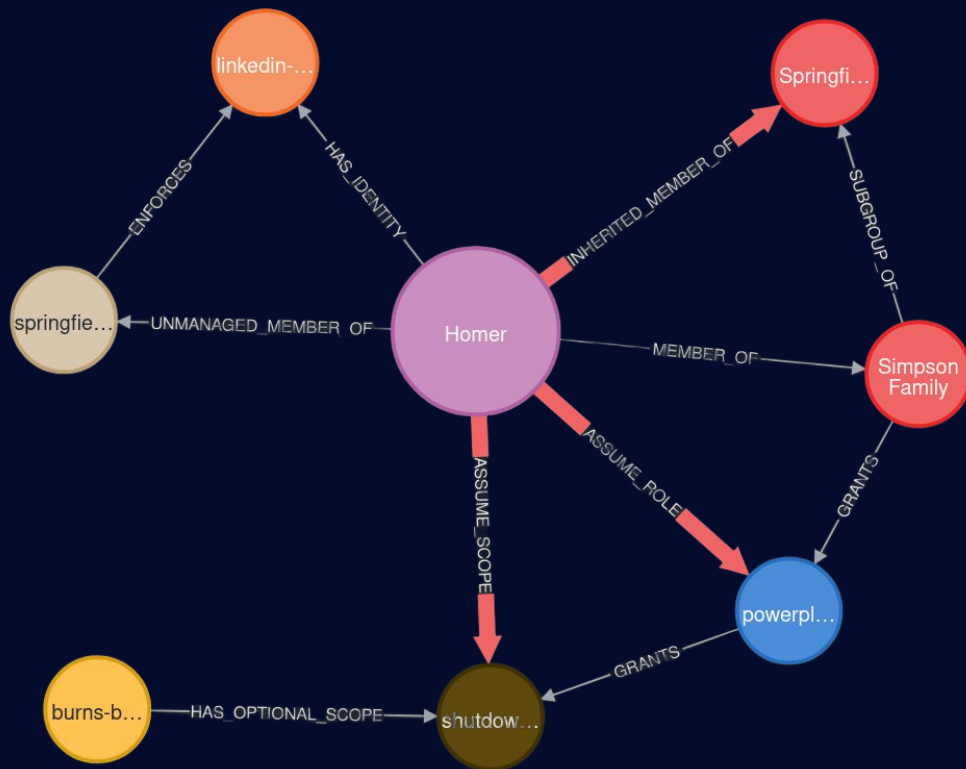 linkedin-...
Springfi...
ENFORCES
HAS_IDENTITY
INHERITED_MEMBER_OF
SUBGROUP_OF
springfie...
UNMANAGED_MEMBER_OF
Homer
MEMBER_OF
Simpson
Family
ASSUME_SCOPE
ASSUME_ROLE
GRANTS
powerpl...
GRANTS
burns-b...
HAS_OPTIONAL_SCOPE
shutdow...